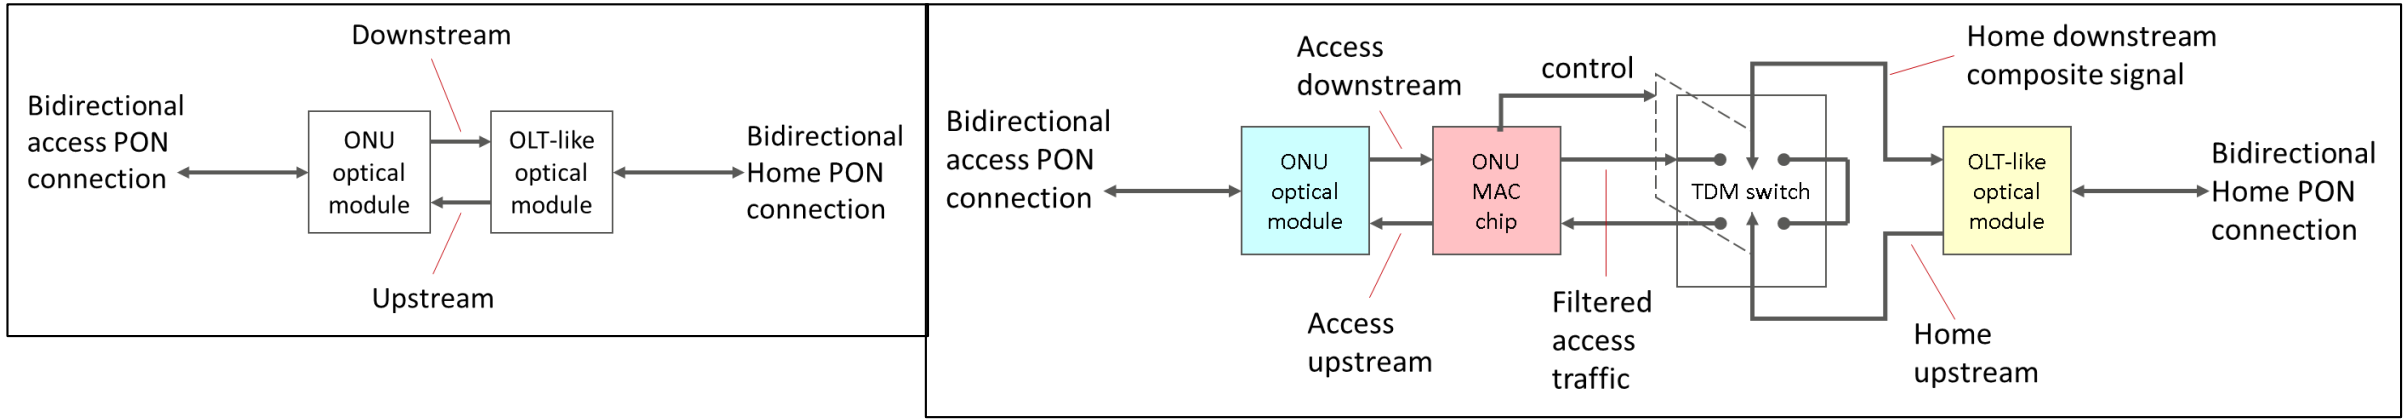 Downstream
Bidirectional
access PON
connection
ONU
optical
module
OLT-like
optical
module
Bidirectional
Home PON
connection
Upstream
Access
downstream
control
Home downstream
composite signal
Bidirectional
access PON
connection
ONU
optical
module
ONU
MAC
chip
TDM switch
OLT-like
optical
module
Bidirectional
Home PON
connection
Access
upstream
Filtered
access
traffic
Home
upstream